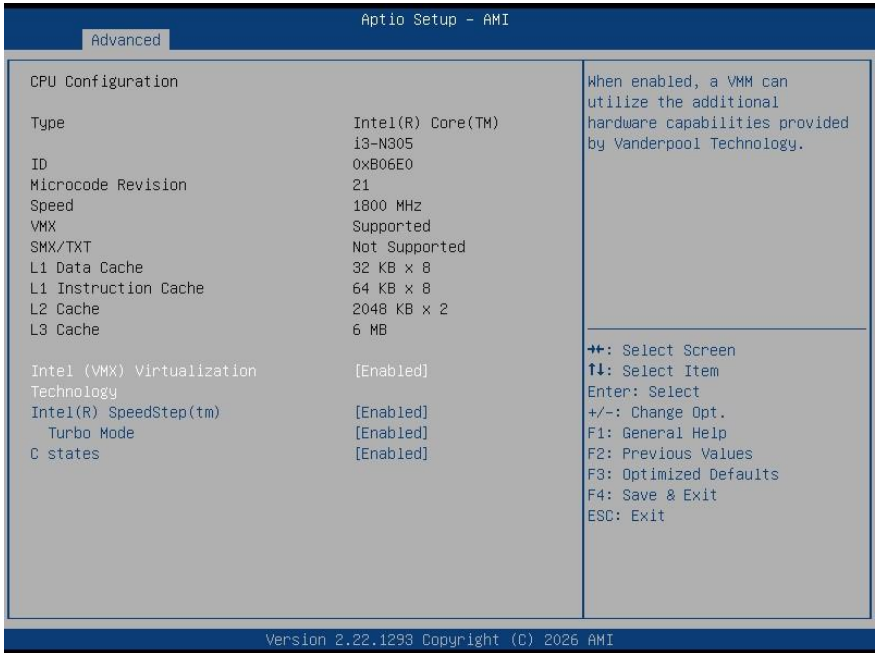 Aptio Setup – AMI
Advanced
CPU Configuration
Type Intel(R) Core(TM)
i3-N305
ID 0xB06E0
Microcode Revision 21
Speed 1800 MHz
VMX Supported
SMX/TXT Not Supported
L1 Data Cache 32 KB x 8
L1 Instruction Cache 64 KB x 8
L2 Cache 2048 KB x 2
L3 Cache 6 MB
Intel (VMX) Virtualization [Enabled]
Technology
Intel(R) SpeedStep(tm) [Enabled]
Turbo Mode [Enabled]
C states [Enabled]
When enabled, a VMM can
utilize the additional
hardware capabilities provided
by Vanderpool Technology.
→←: Select Screen
↑↓: Select Item
Enter: Select
+/-: Change Opt.
F1: General Help
F2: Previous Values
F3: Optimized Defaults
F4: Save & Exit
ESC: Exit
Version 2.22.1293 Copyright (C) 2026 AMI